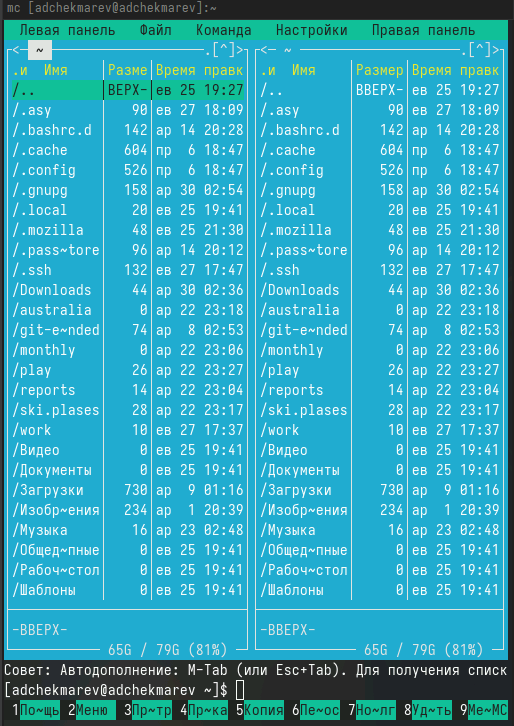 mc [adchekmarev@adchekmarev]:~
Левая панель Файл Команда Настройки Правая панель
<- ~ .[^]> <- ~ .[^]>
.и Имя Разме Время правк .и Имя Размер Время правк
/.. ВЕРХ- ев 25 19:27 /.. ВВЕРХ- ев 25 19:27
/.asy 90 ев 27 18:09 /.asy 90 ев 27 18:09
/.bashrc.d 142 ар 14 20:28 /.bashrc.d 142 ар 14 20:28
/.cache 604 пр 6 18:47 /.cache 604 пр 6 18:47
/.config 526 пр 6 18:47 /.config 526 пр 6 18:47
/.gnupg 158 ар 30 02:54 /.gnupg 158 ар 30 02:54
/.local 20 ев 25 19:41 /.local 20 ев 25 19:41
/.mozilla 48 ев 25 21:30 /.mozilla 48 ев 25 21:30
/.pass~tore 96 ар 14 20:12 /.pass~tore 96 ар 14 20:12
/.ssh 132 ев 27 17:47 /.ssh 132 ев 27 17:47
/Downloads 44 ар 30 02:36 /Downloads 44 ар 30 02:36
/australia 0 ар 22 23:18 /australia 0 ар 22 23:18
/git-e~nded 74 ар 8 02:53 /git-e~nded 74 ар 8 02:53
/monthly 0 ар 22 23:06 /monthly 0 ар 22 23:06
/play 26 ар 22 23:27 /play 26 ар 22 23:27
/reports 14 ар 22 23:04 /reports 14 ар 22 23:04
/ski.plases 28 ар 22 23:17 /ski.plases 28 ар 22 23:17
/work 10 ев 27 17:37 /work 10 ев 27 17:37
/Видео 0 ев 25 19:41 /Видео 0 ев 25 19:41
/Документы 0 ев 25 19:41 /Документы 0 ев 25 19:41
/Загрузки 730 ар 9 01:16 /Загрузки 730 ар 9 01:16
/Изобр~ения 234 ар 1 20:39 /Изобр~ения 234 ар 1 20:39
/Музыка 16 ар 23 02:48 /Музыка 16 ар 23 02:48
/Общед~пные 0 ев 25 19:41 /Общед~пные 0 ев 25 19:41
/Рабоч~стол 0 ев 25 19:41 /Рабоч~стол 0 ев 25 19:41
/Шаблоны 0 ев 25 19:41 /Шаблоны 0 ев 25 19:41
-ВВЕРХ- -ВВЕРХ-
65G / 79G (81%) 65G / 79G (81%)
Совет: Автодополнение: M-Tab (или Esc+Tab). Для получения списк
[adchekmarev@adchekmarev ~]$
1По~щь 2Меню 3Пр~тр 4Пр~ка 5Копия 6Пе~ос 7Но~лг 8Уд~ть 9Ме~МС